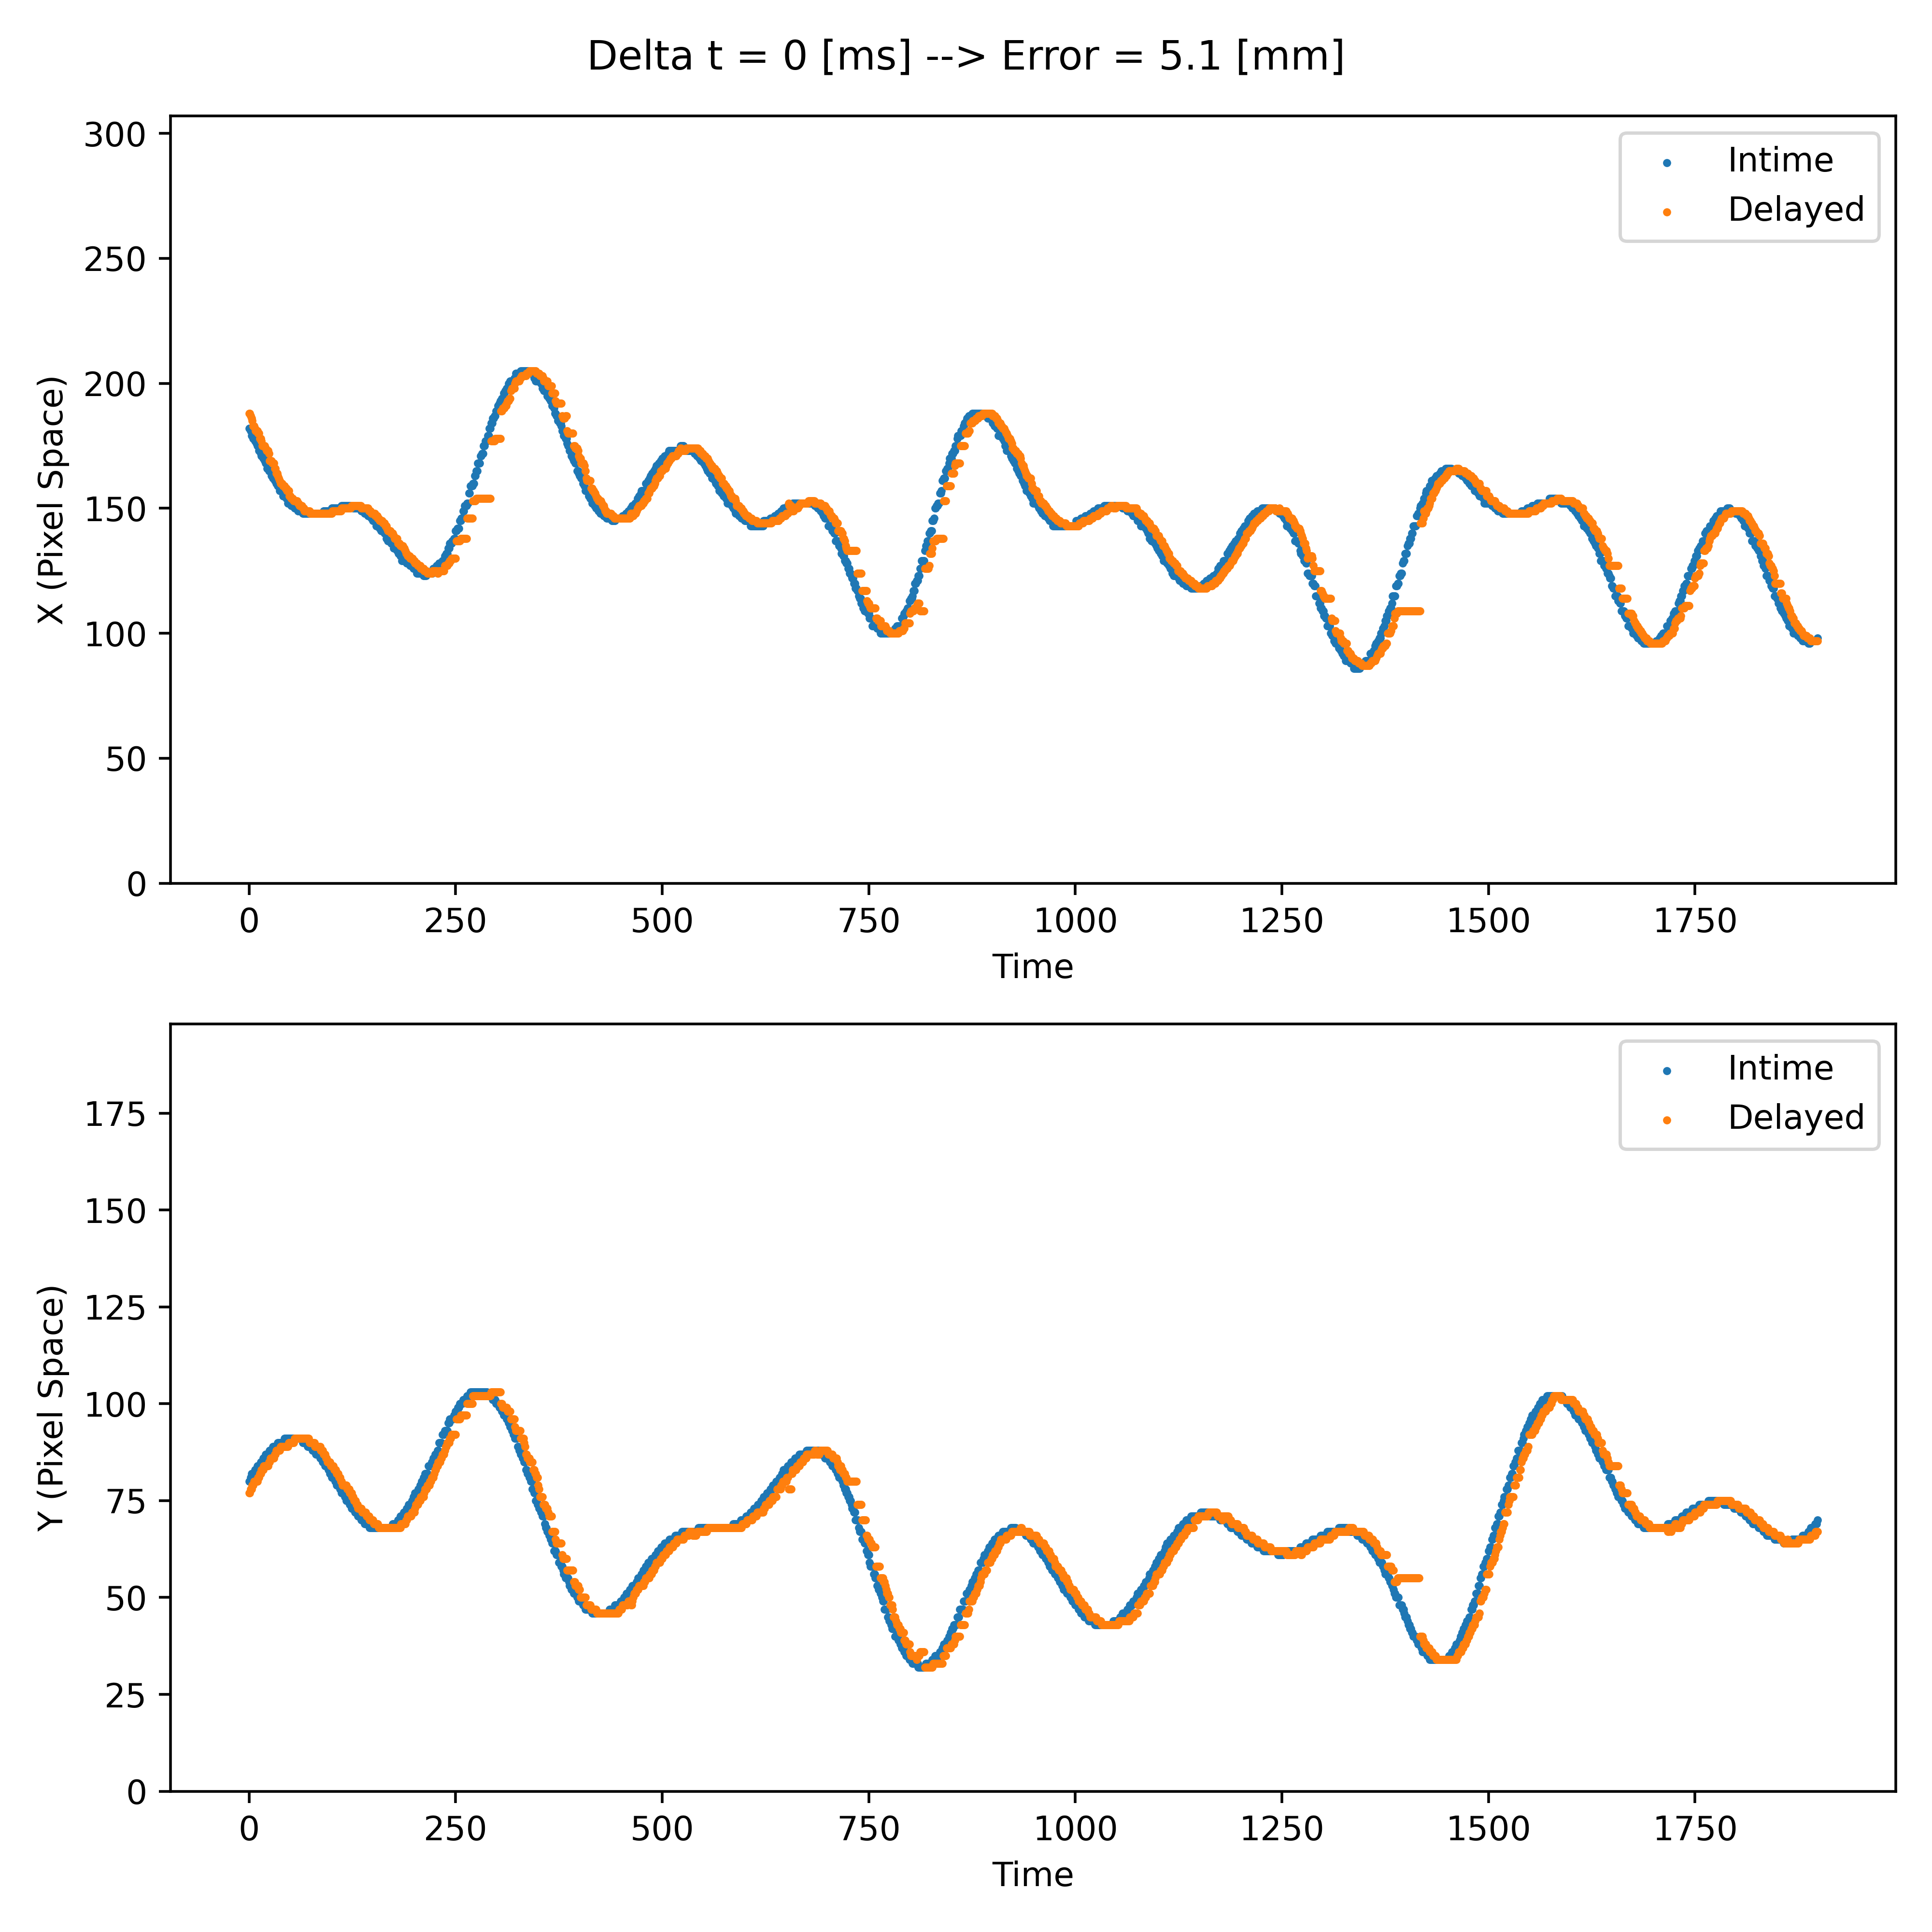 Delta t = 0 [ms] --> Error = 5.1 [mm]
300
250
200
150
100
50
0
X (Pixel Space)
Intime
Delayed
0 250 500 750 1000 1250 1500 1750
Time
175
150
125
100
75
50
25
0
Y (Pixel Space)
Intime
Delayed
0 250 500 750 1000 1250 1500 1750
Time